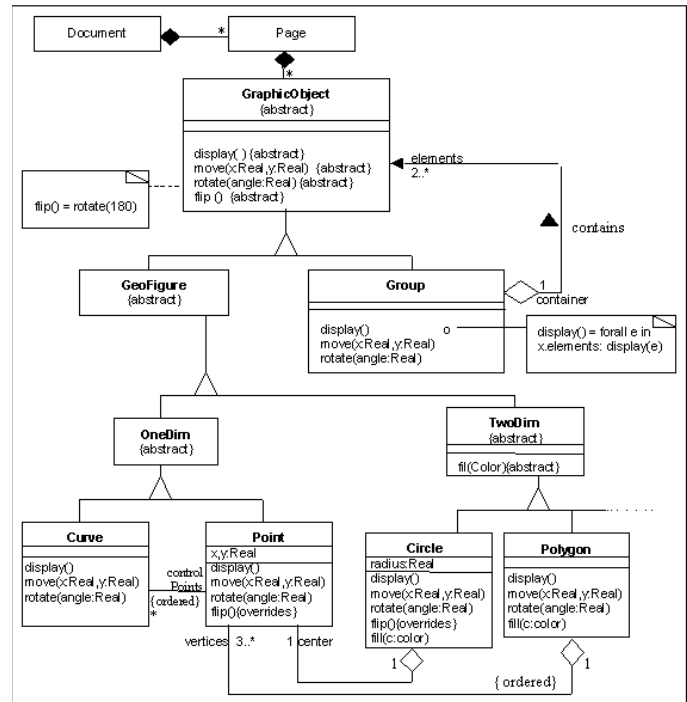 Document
*
Page
*
GraphicObject
{abstract}
display( ) {abstract}
move(x:Real,y:Real) {abstract}
rotate(angle:Real) {abstract}
flip () {abstract}
elements
2..*
flip() = rotate(180)
contains
GeoFigure
{abstract}
Group
1
container
display()
o
move(x:Real,y:Real)
rotate(angle:Real)
display() = forall e in
x.elements: display(e)
OneDim
{abstract}
TwoDim
{abstract}
fil(Color){abstract}
. . . . .
Curve
display()
move(x:Real,y:Real)
rotate(angle:Real)
control
Points
{ordered}
*
Point
x,y:Real
display()
move(x:Real,y:Real)
rotate(angle:Real)
flip(){overrides}
Circle
radius:Real
display()
move(x:Real,y:Real)
rotate(angle:Real)
flip(){overrides}
fill(c:color)
Polygon
display()
move(x:Real,y:Real)
rotate(angle:Real)
fill(c:color)
vertices
3..*
1 center
1
1
{ ordered}